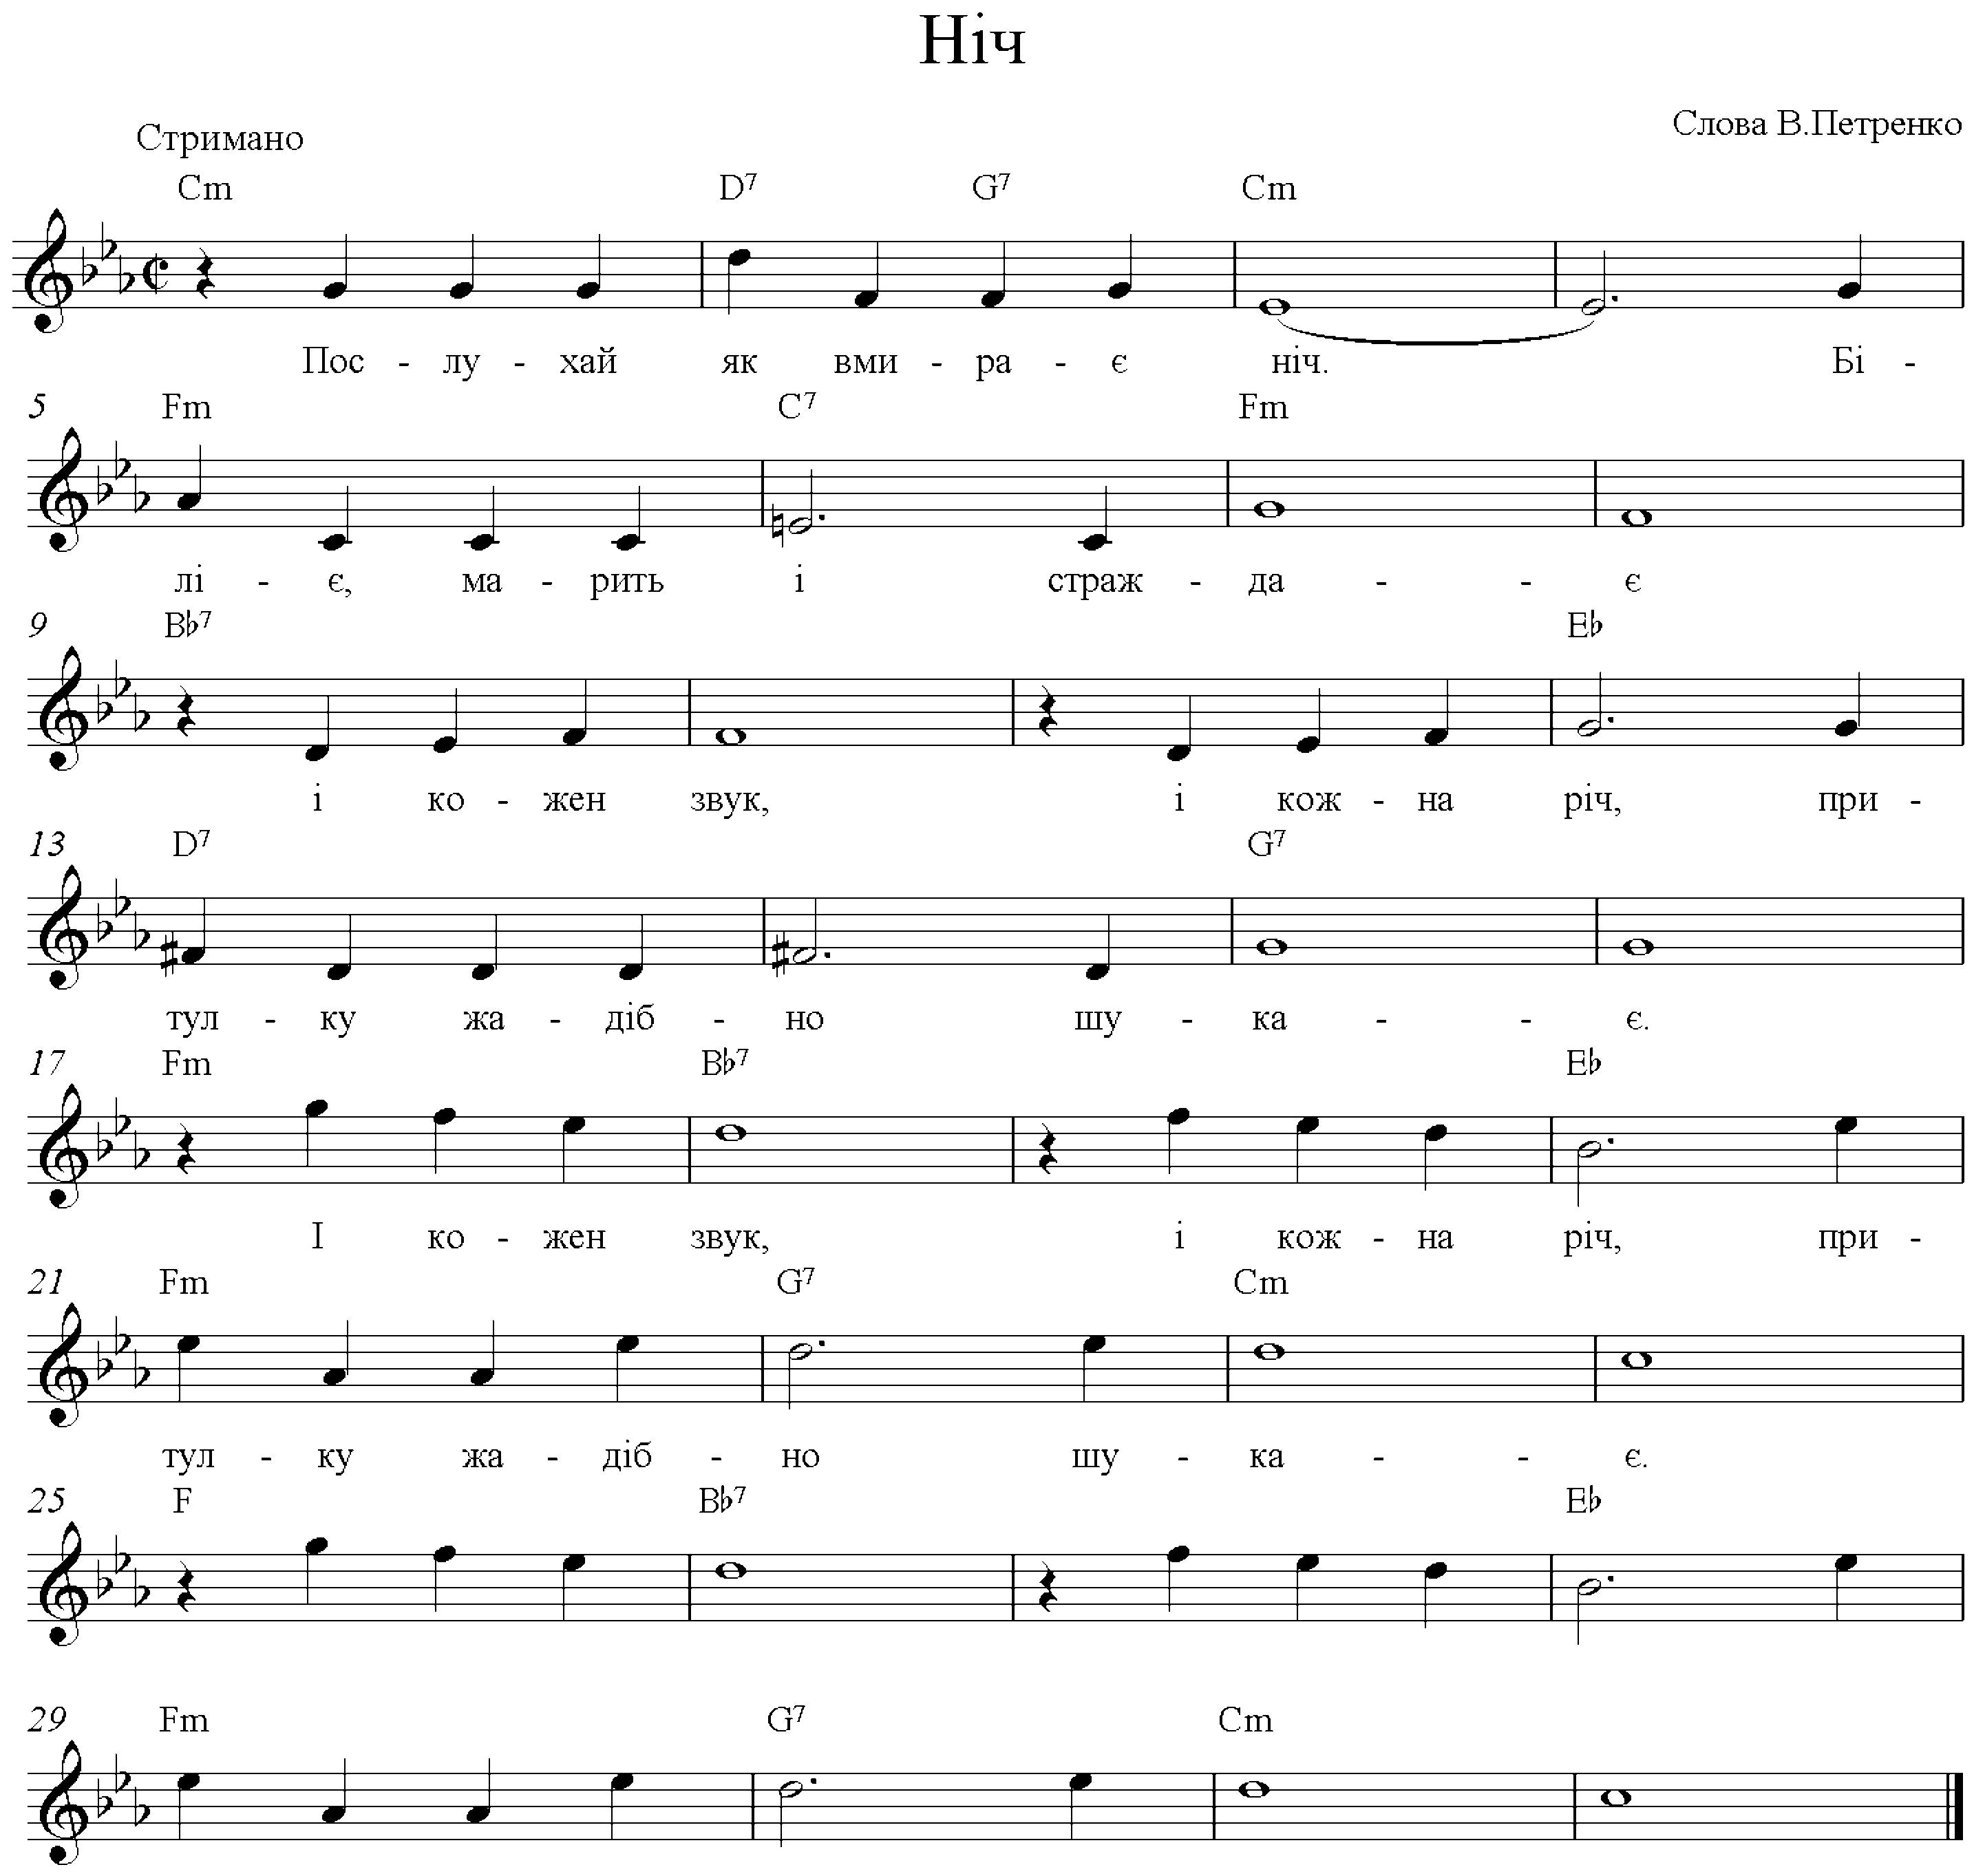 Ніч
Слова В.Петренко
Стримано
Cm D7 G7 Cm
Пос - лу - хай як вми - ра - є ніч. Бі -
5 Fm C7 Fm
лі - є, ма - рить і страж - да - - є
9 B♭7 E♭
і ко - жен звук, і кож - на річ, при -
13 D7 G7
тул - ку жа - діб - но шу - ка - - є.
17 Fm B♭7 E♭
І ко - жен звук, і кож - на річ, при -
21 Fm G7 Cm
тул - ку жа - діб - но шу - ка - - є.
25 F B♭7 E♭
29 Fm G7 Cm